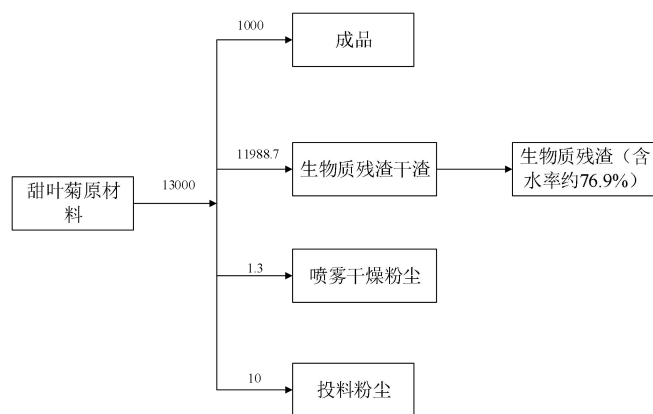 1000
成品
11988.7
生物质残渣干渣
生物质残渣（含
水率约76.9%）
甜叶菊原材
料
13000
1.3
喷雾干燥粉尘
10
投料粉尘